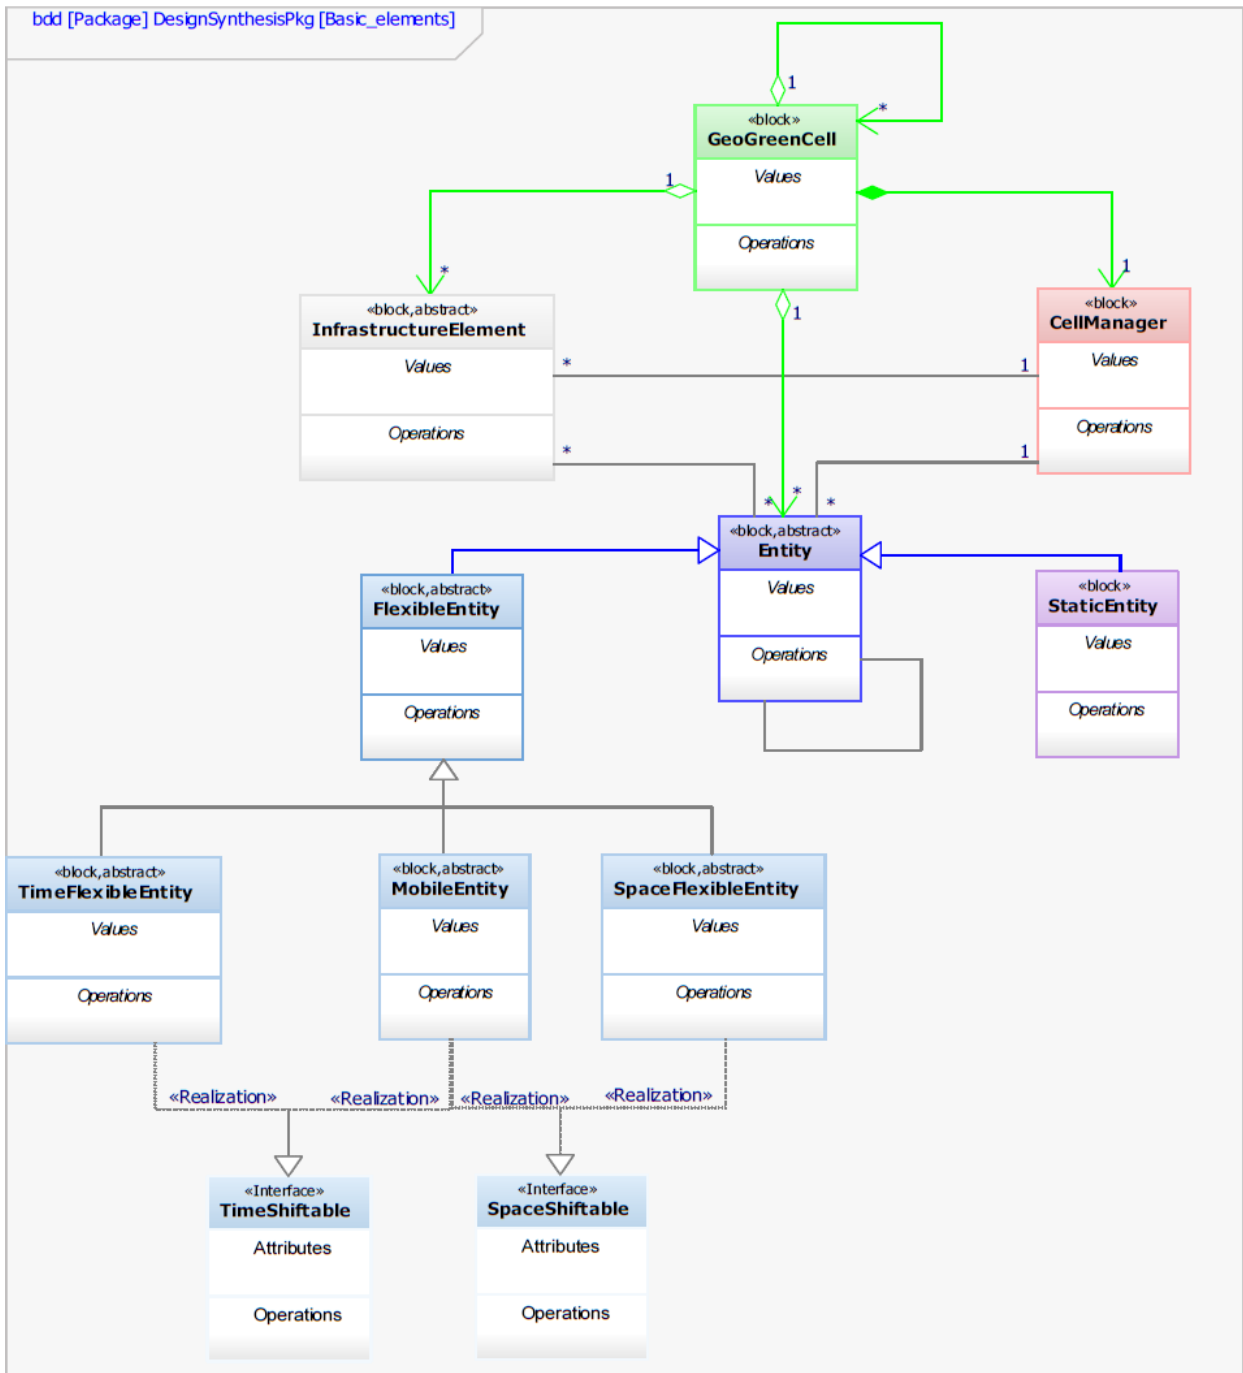 bdd [Package] DesignSynthesisPkg [Basic_elements]
1
*
«block»
GeoGreenCell
Values
Operations
1
*
1
1
*
«block,abstract»
InfrastructureElement
Values
Operations
«block»
CellManager
Values
Operations
*
1
*
1
*
*
«block,abstract»
Entity
Values
Operations
«block,abstract»
FlexibleEntity
Values
Operations
«block»
StaticEntity
Values
Operations
«block,abstract»
TimeFlexibleEntity
Values
Operations
«block,abstract»
MobileEntity
Values
Operations
«block,abstract»
SpaceFlexibleEntity
Values
Operations
«Realization»
«Realization»
«Realization»
«Realization»
«Interface»
TimeShiftable
Attributes
Operations
«Interface»
SpaceShiftable
Attributes
Operations